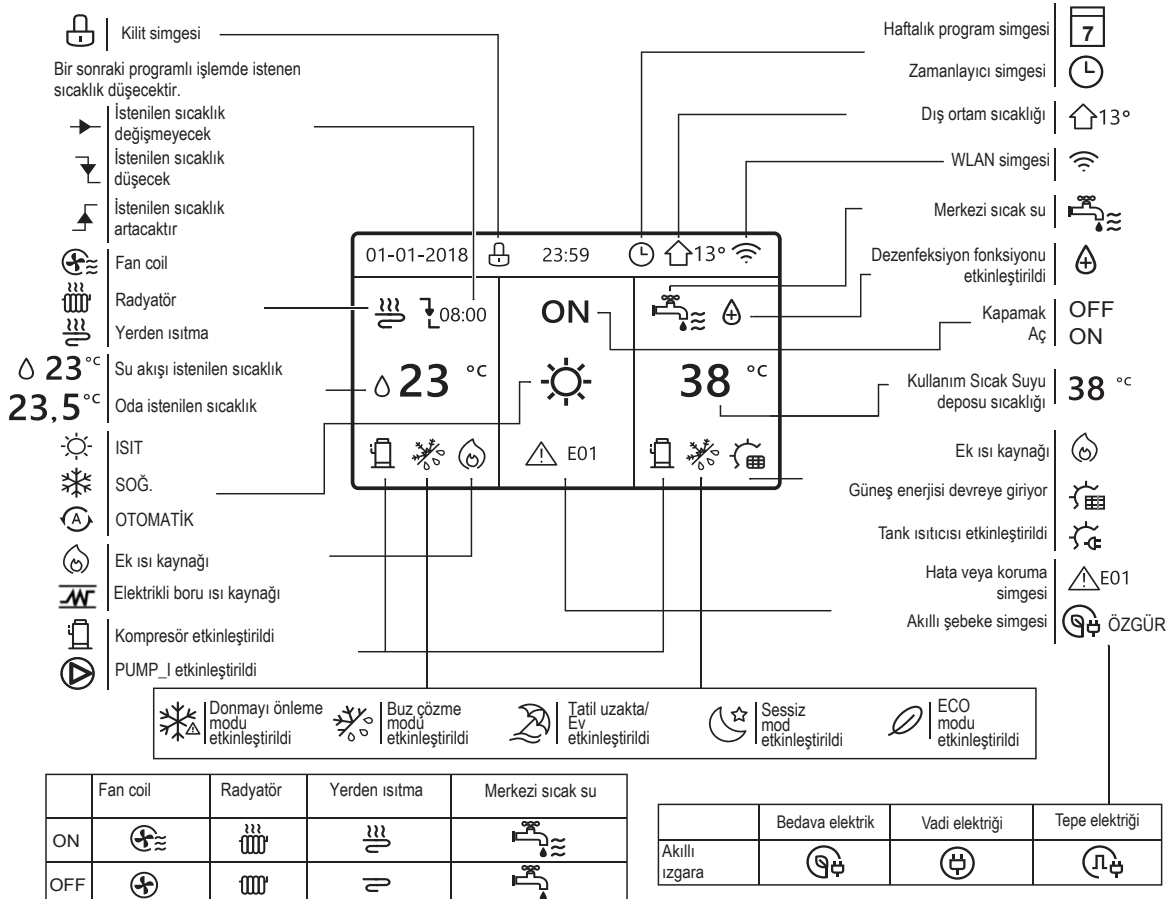 Kilit simgesi
Bir sonraki programlı işlemde istenen
sıcaklık düşecektir.
İstenilen sıcaklık
değişmeyecek
İstenilen sıcaklık
düşecek
İstenilen sıcaklık
artacaktır
Fan coil
Radyatör
Yerden ısıtma
23 °C Su akışı istenilen sıcaklık
23,5 °C Oda istenilen sıcaklık
ISIT
SOĞ.
A OTOMATİK
Ek ısı kaynağı
Elektrikli boru ısı kaynağı
Kompresör etkinleştirildi
PUMP_I etkinleştirildi
01-01-2018 23:59 13°
08:00 ON
23 °C 38 °C
E01
Haftalık program simgesi 7
Zamanlayıcı simgesi
Dış ortam sıcaklığı 13°
WLAN simgesi
Merkezi sıcak su
Dezenfeksiyon fonksiyonu
etkinleştirildi
Kapamak OFF
Aç ON
Kullanım Sıcak Suyu
deposu sıcaklığı 38 °C
Ek ısı kaynağı
Güneş enerjisi devreye giriyor
Tank ısıtıcısı etkinleştirildi
Hata veya koruma
simgesi E01
Akıllı şebeke simgesi ÖZGÜR
Donmayı önleme
modu
etkinleştirildi
Buz çözme
modu
etkinleştirildi
Tatil uzakta/
Ev
etkinleştirildi
Sessiz
mod
etkinleştirildi
ECO
modu
etkinleştirildi
Fan coil Radyatör Yerden ısıtma Merkezi sıcak su
ON
OFF
Bedava elektrik Vadi elektriği Tepe elektriği
Akıllı
ızgara